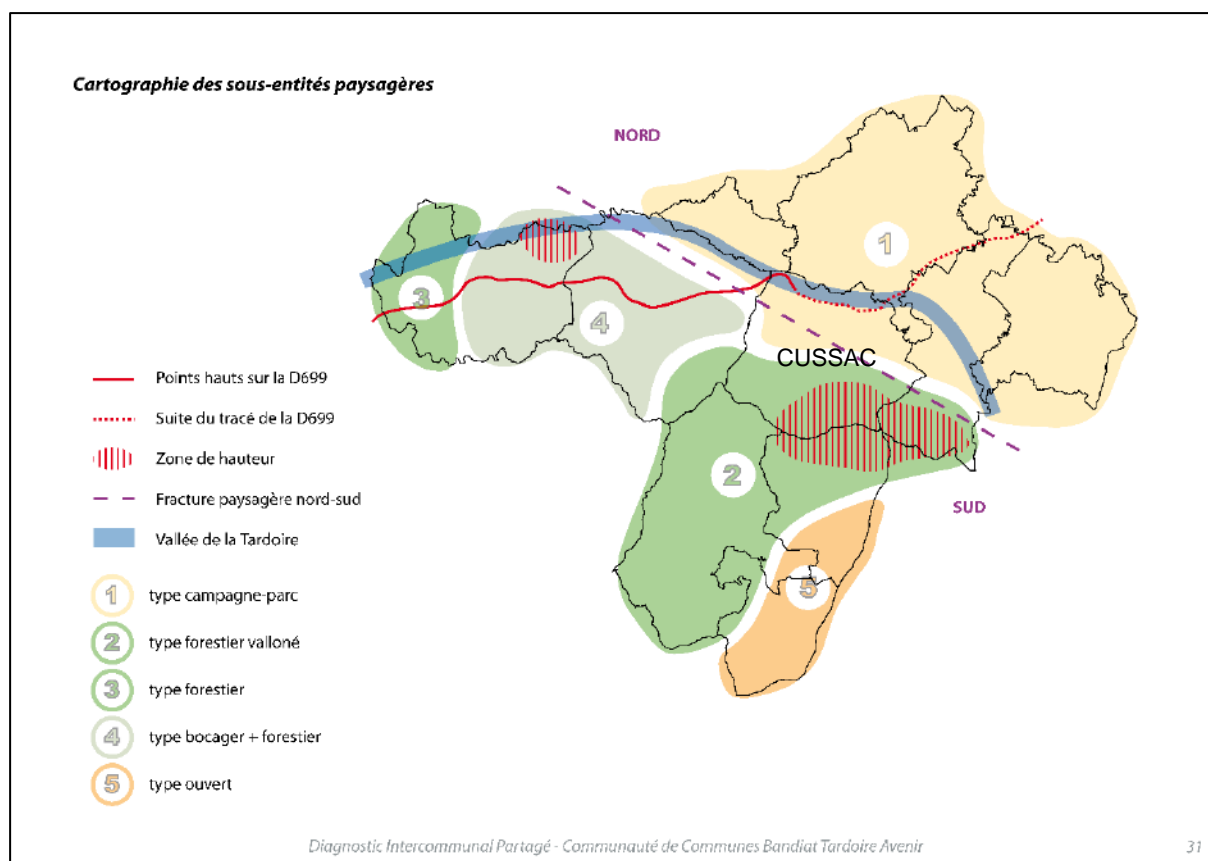 Cartographie des sous-entités paysagères
NORD
1
3
4
CUSSAC
2
SUD
5
Points hauts sur la D699
Suite du tracé de la D699
Zone de hauteur
Fracture paysagère nord-sud
Vallée de la Tardoire
1 type campagne-parc
2 type forestier valloné
3 type forestier
4 type bocager + forestier
5 type ouvert
Diagnostic Intercommunal Partagé - Communauté de Communes Bandiat Tardoire Avenir 31